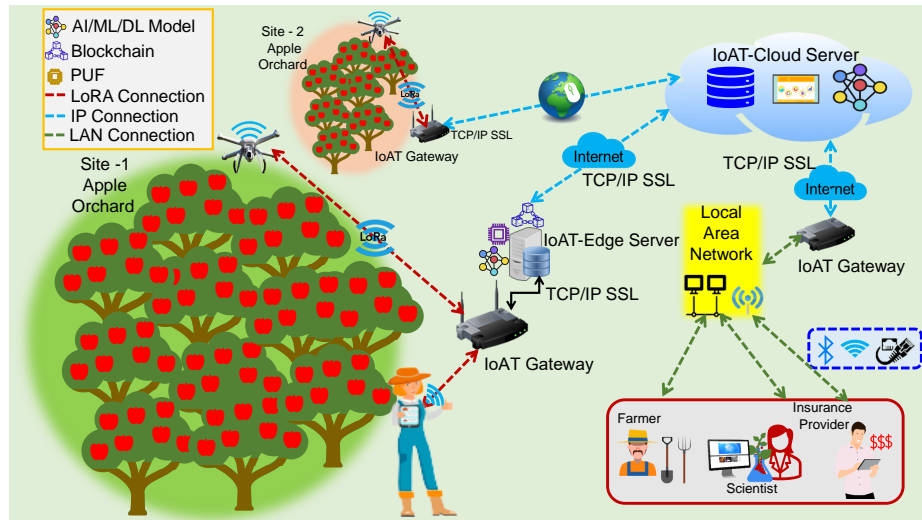 AI/ML/DL Model
Blockchain
PUF
LoRA Connection
IP Connection
LAN Connection
Site - 2
Apple
Orchard
LoRa
TCP/IP SSL
IoAT Gateway
IoAT-Cloud Server
Internet
TCP/IP SSL
TCP/IP SSL
Internet
Site -1
Apple
Orchard
LoRa
IoAT-Edge Server
TCP/IP SSL
IoAT Gateway
Local
Area
Network
IoAT Gateway
Farmer
Scientist
Insurance
Provider
$$$